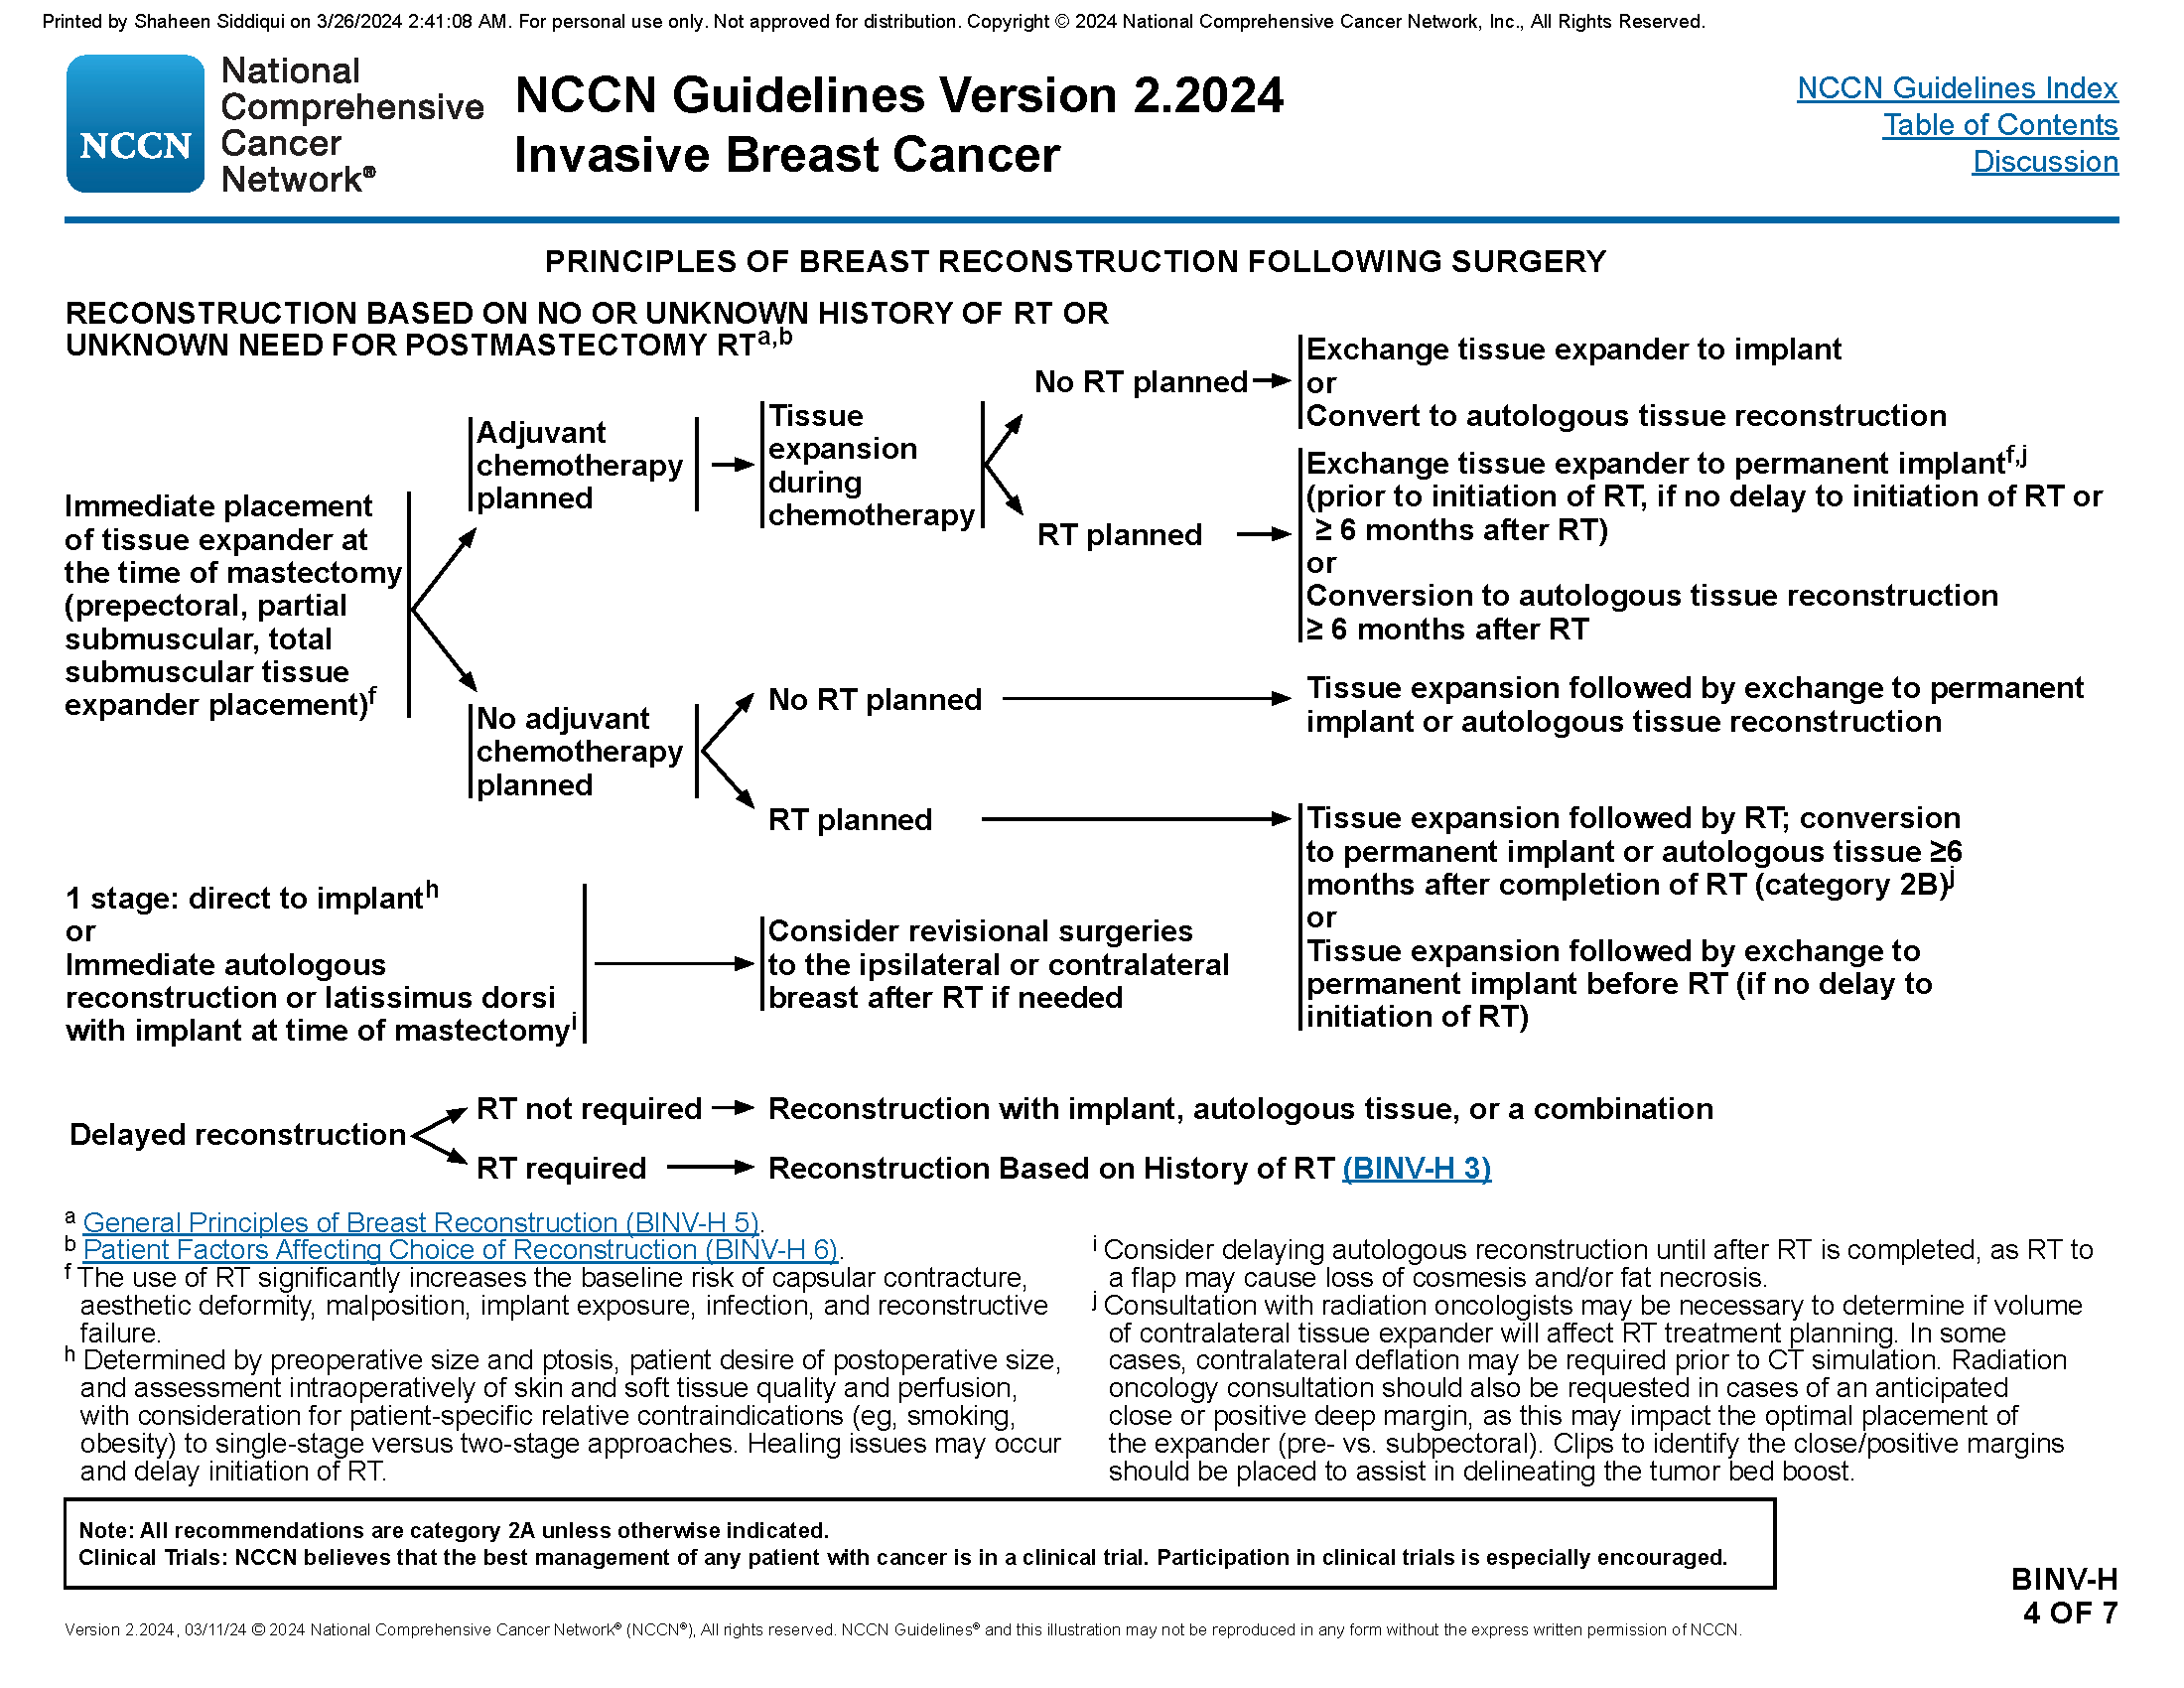 Printed by Shaheen Siddiqui on 3/26/2024 2:41:08 AM. For personal use only. Not approved for distribution. Copyright © 2024 National Comprehensive Cancer Network, Inc., All Rights Reserved.
NCCN
National
Comprehensive
Cancer
Network®
NCCN Guidelines Version 2.2024
Invasive Breast Cancer
NCCN Guidelines Index
Table of Contents
Discussion
PRINCIPLES OF BREAST RECONSTRUCTION FOLLOWING SURGERY
RECONSTRUCTION BASED ON NO OR UNKNOWN HISTORY OF RT OR
UNKNOWN NEED FOR POSTMASTECTOMY RTa,b
Immediate placement
of tissue expander at
the time of mastectomy
(prepectoral, partial
submuscular, total
submuscular tissue
expander placement)f
Adjuvant
chemotherapy
planned
Tissue
expansion
during
chemotherapy
No RT planned
Exchange tissue expander to implant
or
Convert to autologous tissue reconstruction
RT planned
Exchange tissue expander to permanent implantf,j
(prior to initiation of RT, if no delay to initiation of RT or
≥ 6 months after RT)
or
Conversion to autologous tissue reconstruction
≥ 6 months after RT
No adjuvant
chemotherapy
planned
No RT planned
Tissue expansion followed by exchange to permanent
implant or autologous tissue reconstruction
RT planned
Tissue expansion followed by RT; conversion
to permanent implant or autologous tissue ≥6
months after completion of RT (category 2B)j
or
Tissue expansion followed by exchange to
permanent implant before RT (if no delay to
initiation of RT)
1 stage: direct to implanth
or
Immediate autologous
reconstruction or latissimus dorsi
with implant at time of mastectomyi
Consider revisional surgeries
to the ipsilateral or contralateral
breast after RT if needed
Delayed reconstruction
RT not required
Reconstruction with implant, autologous tissue, or a combination
RT required
Reconstruction Based on History of RT (BINV-H 3)
a General Principles of Breast Reconstruction (BINV-H 5).
b Patient Factors Affecting Choice of Reconstruction (BINV-H 6).
f The use of RT significantly increases the baseline risk of capsular contracture,
aesthetic deformity, malposition, implant exposure, infection, and reconstructive
failure.
h Determined by preoperative size and ptosis, patient desire of postoperative size,
and assessment intraoperatively of skin and soft tissue quality and perfusion,
with consideration for patient-specific relative contraindications (eg, smoking,
obesity) to single-stage versus two-stage approaches. Healing issues may occur
and delay initiation of RT.
i Consider delaying autologous reconstruction until after RT is completed, as RT to
a flap may cause loss of cosmesis and/or fat necrosis.
j Consultation with radiation oncologists may be necessary to determine if volume
of contralateral tissue expander will affect RT treatment planning. In some
cases, contralateral deflation may be required prior to CT simulation. Radiation
oncology consultation should also be requested in cases of an anticipated
close or positive deep margin, as this may impact the optimal placement of
the expander (pre- vs. subpectoral). Clips to identify the close/positive margins
should be placed to assist in delineating the tumor bed boost.
Note: All recommendations are category 2A unless otherwise indicated.
Clinical Trials: NCCN believes that the best management of any patient with cancer is in a clinical trial. Participation in clinical trials is especially encouraged.
BINV-H
4 OF 7
Version 2.2024, 03/11/24 © 2024 National Comprehensive Cancer Network® (NCCN®), All rights reserved. NCCN Guidelines® and this illustration may not be reproduced in any form without the express written permission of NCCN.